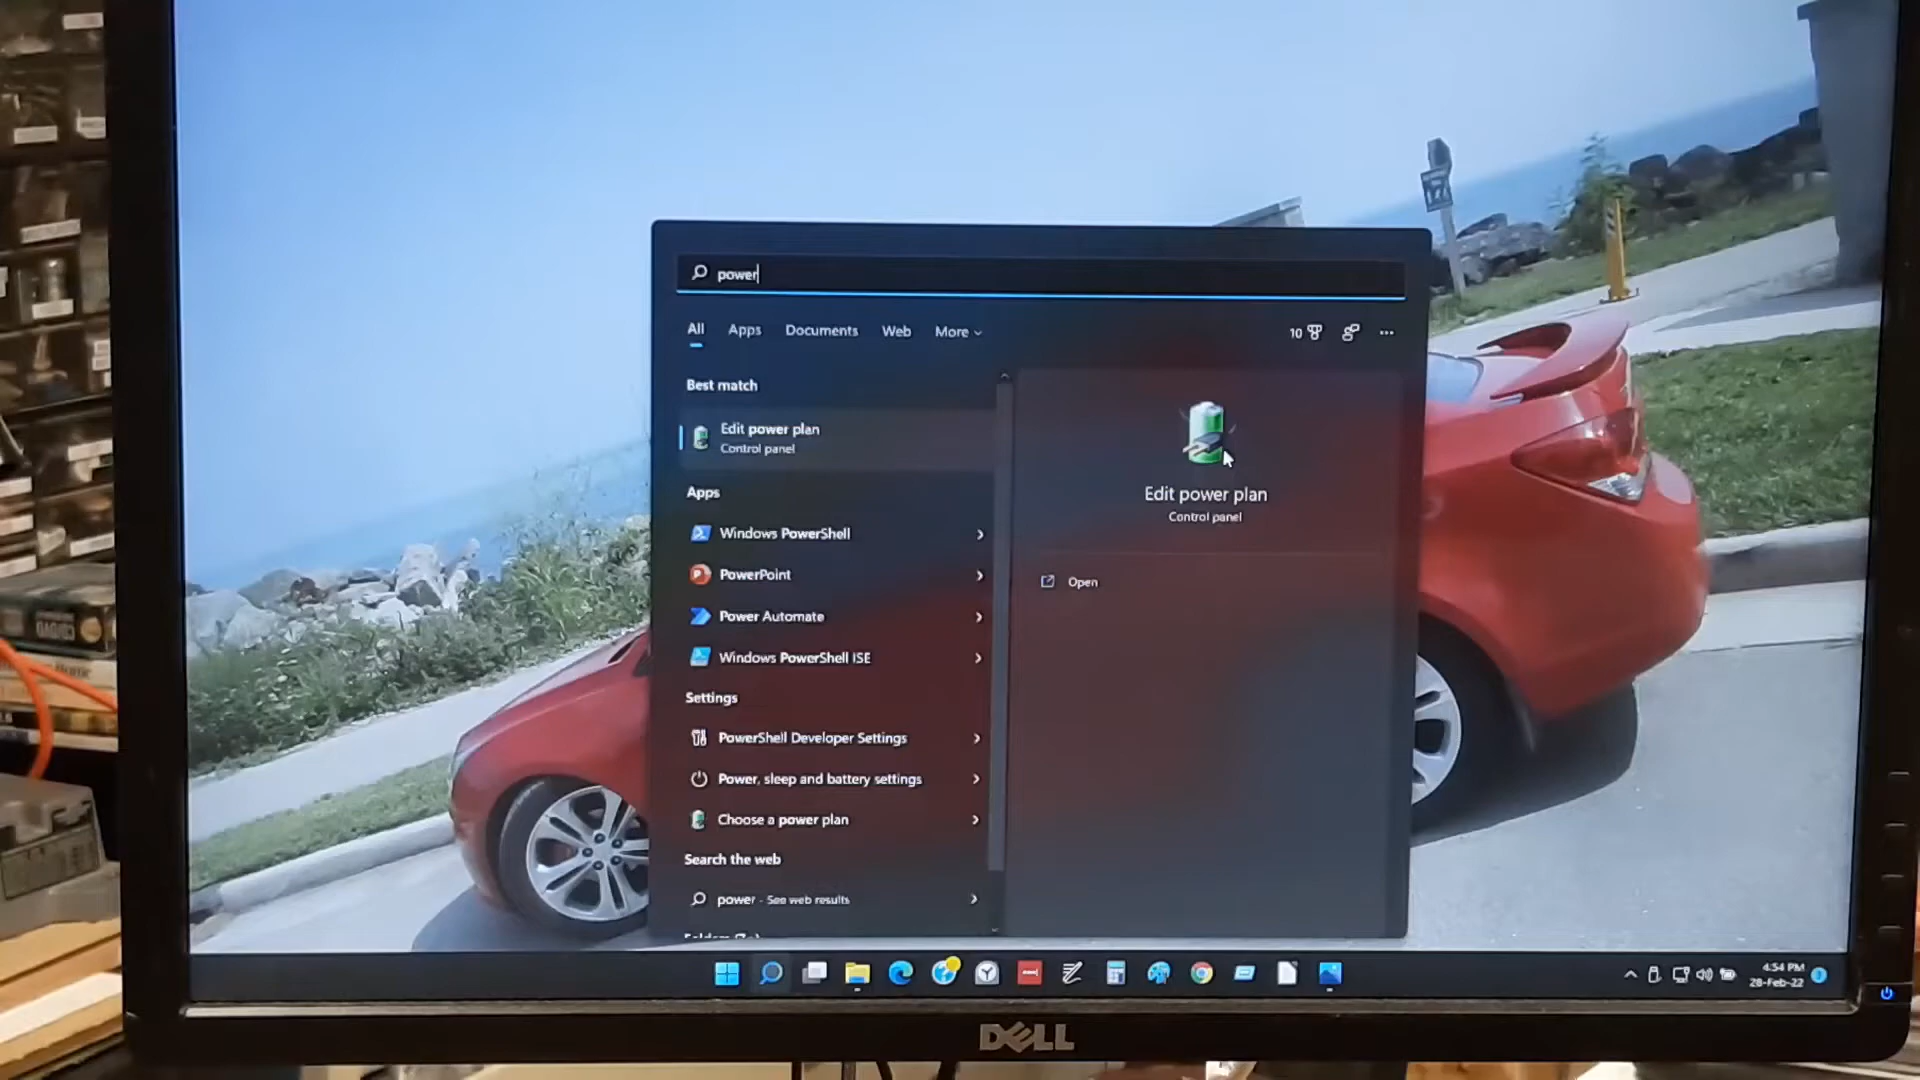 power
All Apps Documents Web More
10
Best match
Edit power plan
Control panel
Apps
Windows PowerShell
PowerPoint
Power Automate
Windows PowerShell ISE
Settings
PowerShell Developer Settings
Power, sleep and battery settings
Choose a power plan
Search the web
power - See web results
Edit power plan
Control panel
Open
4:54 PM
28-Feb-22
DELL
CD/DVD